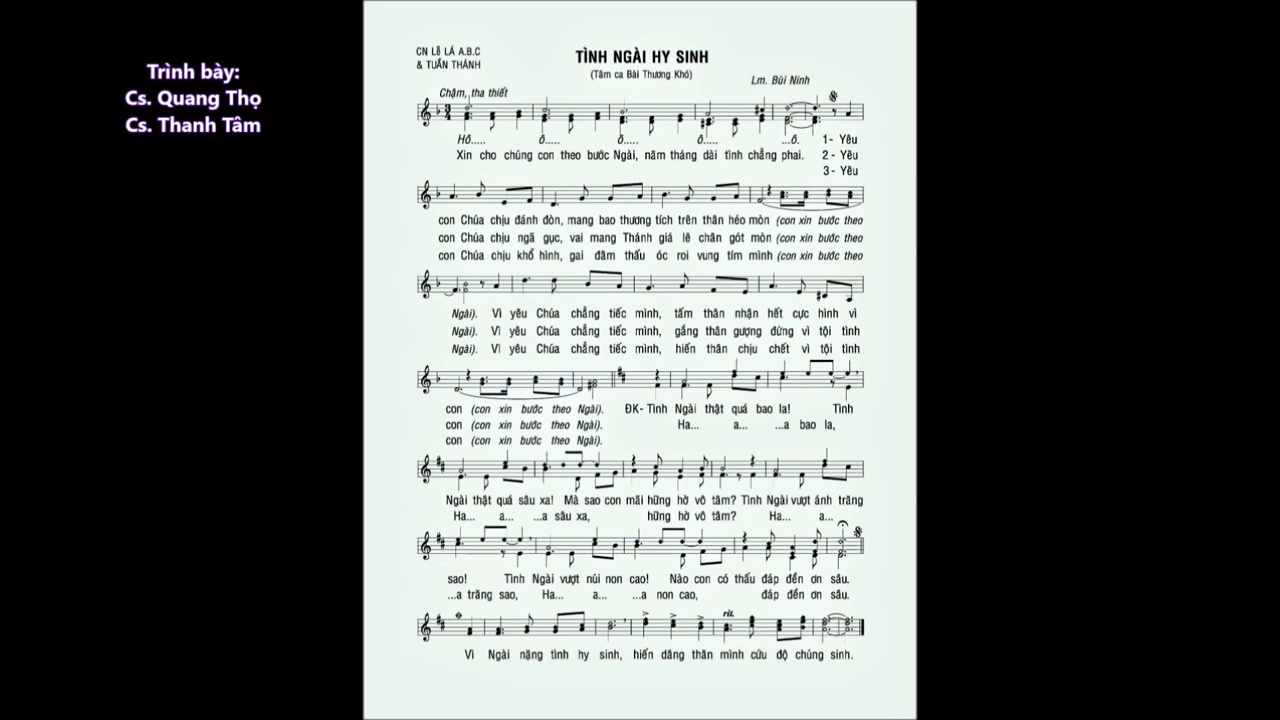 Trình bày:
Cs. Quang Thọ
Cs. Thanh Tâm
CN LỄ LÁ A.B.C
& TUẦN THÁNH
TÌNH NGÀI HY SINH
(Tâm ca Bài Thương Khó)
Lm. Bùi Ninh
Chậm, tha thiết
Hô..... ô..... ô..... ô..... ...ô. 1- Yêu
Xin cho chúng con theo bước Ngài, năm tháng dài tình chẳng phai. 2 - Yêu
3- Yêu
con Chúa chịu đánh đòn, mang bao thương tích trên thân héo mòn (con xin bước theo
con Chúa chịu ngã gục, vai mang Thánh giá lê chân gót mòn (con xin bước theo
con Chúa chịu khổ hình, gai đâm thấu óc roi vung tím mình (con xin bước theo
Ngài). Vì yêu Chúa chẳng tiếc mình, tấm thân nhận hết cực hình vì
Ngài). Vì yêu Chúa chẳng tiếc mình, gắng thân gượng đứng vì tội tình
Ngài). Vì yêu Chúa chẳng tiếc mình, hiến thân chịu chết vì tội tình
con (con xin bước theo Ngài). ĐK- Tình Ngài thật quá bao la! Tình
con (con xin bước theo Ngài). Ha... a... ...a bao la,
con (con xin bước theo Ngài).
Ngài thật quá sâu xa! Mà sao con mãi hững hờ vô tâm? Tình Ngài vượt ánh trăng
Ha... a... ...a sâu xa, hững hờ vô tâm? Ha... a...
sao! Tình Ngài vượt núi non cao! Nào con có thấu đáp đền ơn sâu.
...a trăng sao, Ha... a... ...a non cao, đáp đền ơn sâu.
rit.
Vì Ngài nặng tình hy sinh, hiến dâng thân mình cứu độ chúng sinh.